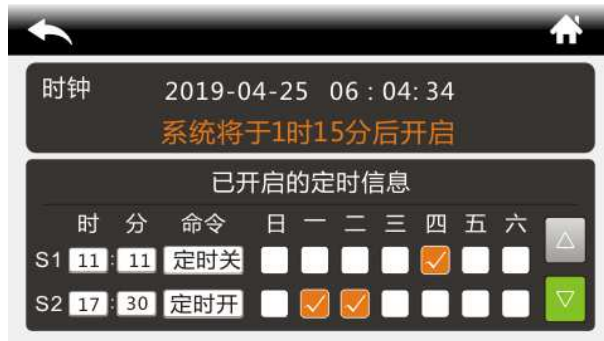 时钟 2019-04-25 06 : 04: 34
系统将于1时15分后开启
已开启的定时信息
时 分 命令 日 一 二 三 四 五 六
S1 11 : 11 定时关
S2 17 : 30 定时开